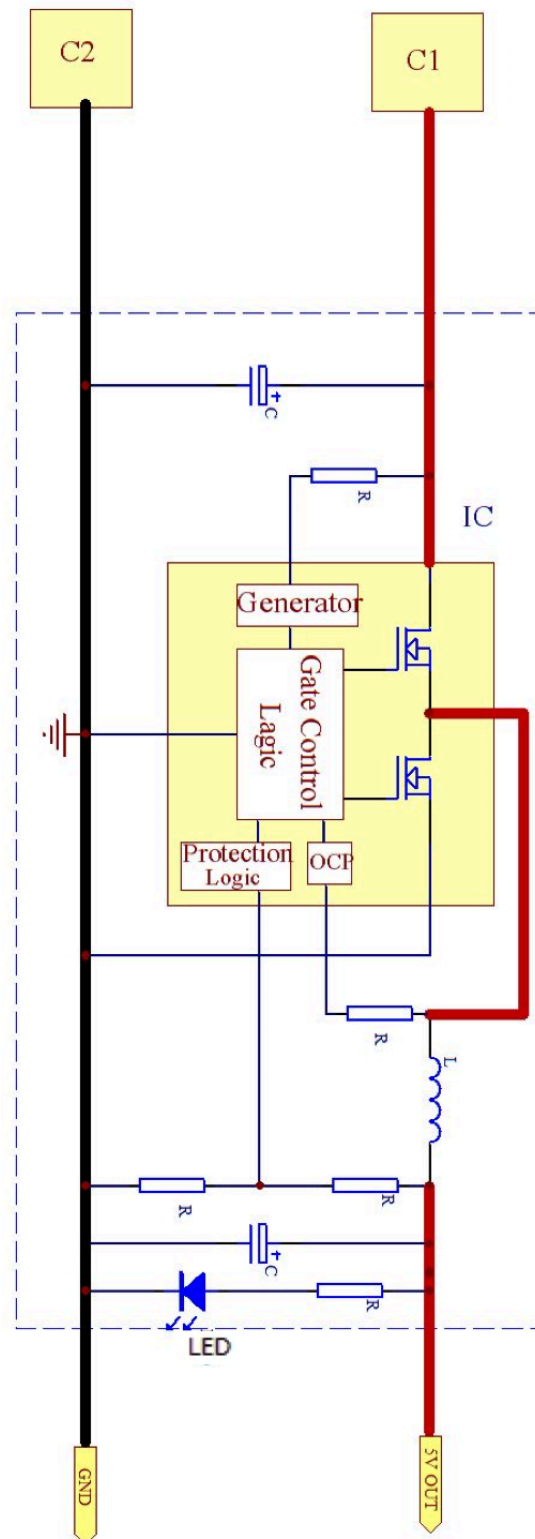 C2
C1
+
C
R
IC
Generator
Gate Control
Lagic
Protection
Logic
OCP
R
L
R
R
+
C
R
LED
GND
5V OUT